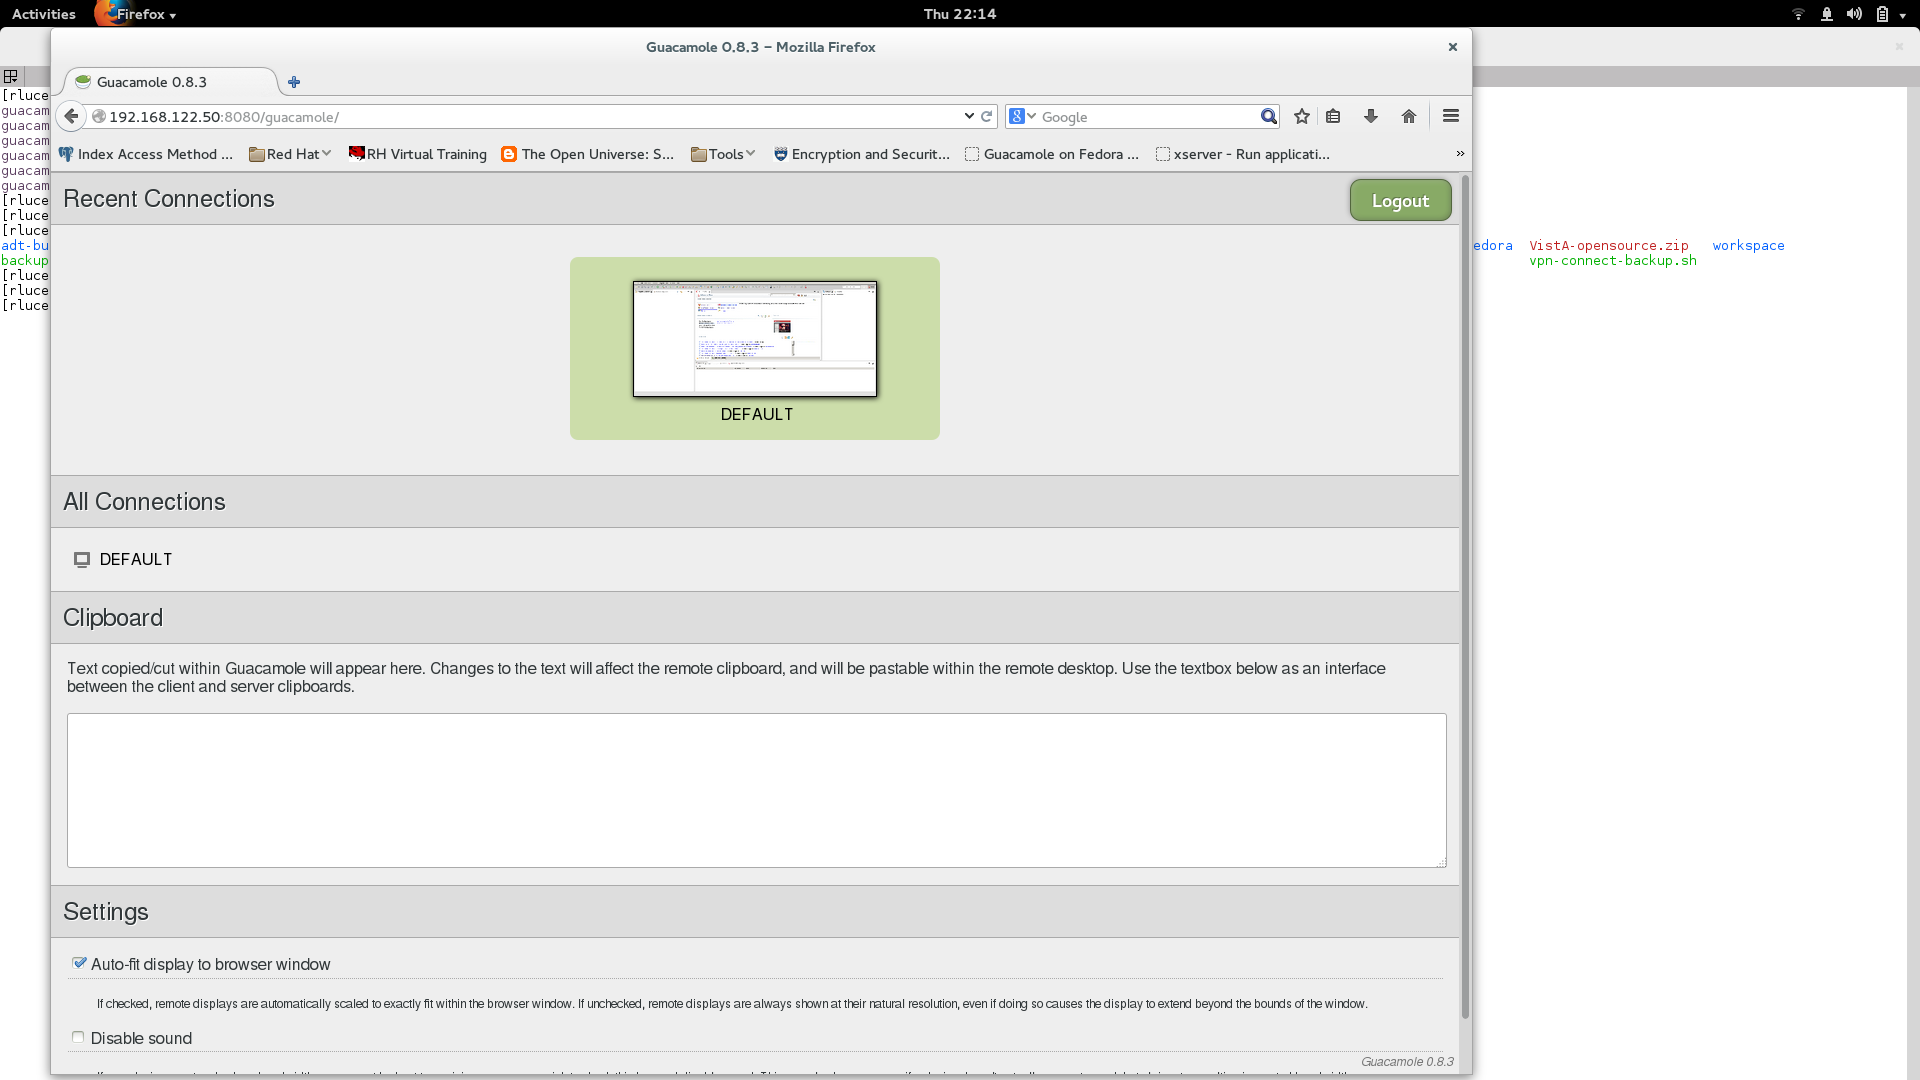 Activities Firefox Thu 22:14
Guacamole 0.8.3 – Mozilla Firefox
Guacamole 0.8.3
192.168.122.50:8080/guacamole/ Google
Index Access Method ... Red Hat RH Virtual Training The Open Universe: S... Tools Encryption and Securit... Guacamole on Fedora ... xserver - Run applicati... »
[rluce
guacam
guacam
guacam
guacam
guacam
guacam
[rluce
[rluce
[rluce
adt-bu edora VistA-opensource.zip workspace
backup vpn-connect-backup.sh
[rluce
[rluce
[rluce
Recent Connections Logout
DEFAULT
All Connections
DEFAULT
Clipboard
Text copied/cut within Guacamole will appear here. Changes to the text will affect the remote clipboard, and will be pastable within the remote desktop. Use the textbox below as an interface
between the client and server clipboards.
Settings
Auto-fit display to browser window
If checked, remote displays are automatically scaled to exactly fit within the browser window. If unchecked, remote displays are always shown at their natural resolution, even if doing so causes the display to extend beyond the bounds of the window.
Disable sound
Guacamole 0.8.3